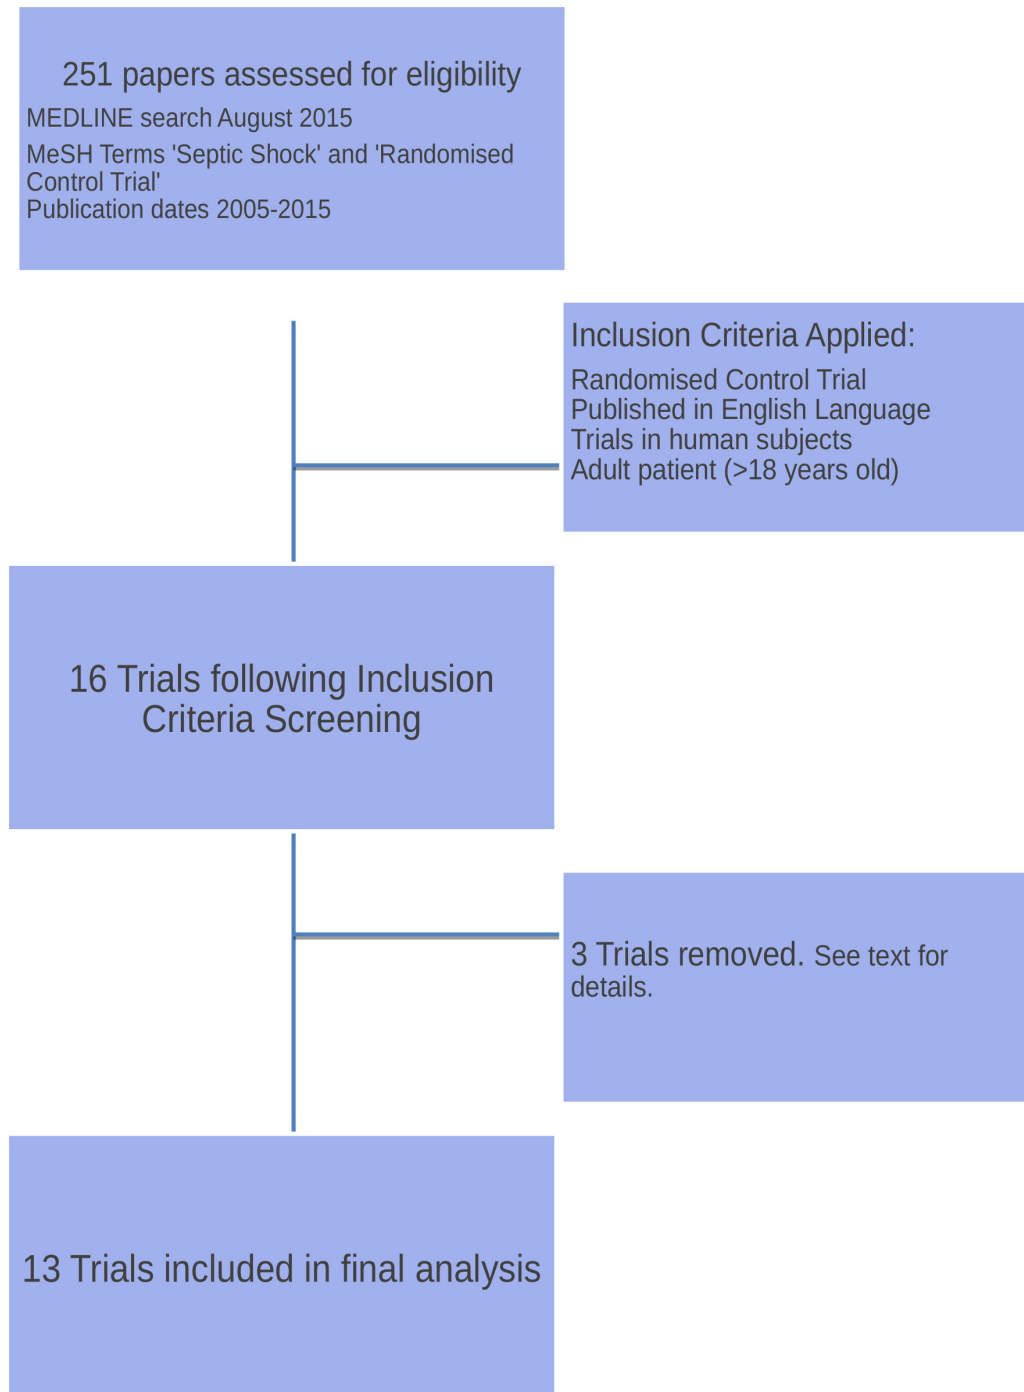 251 papers assessed for eligibility
MEDLINE search August 2015
MeSH Terms 'Septic Shock' and 'Randomised
Control Trial'
Publication dates 2005-2015
Inclusion Criteria Applied:
Randomised Control Trial
Published in English Language
Trials in human subjects
Adult patient (>18 years old)
16 Trials following Inclusion
Criteria Screening
3 Trials removed. See text for
details.
13 Trials included in final analysis